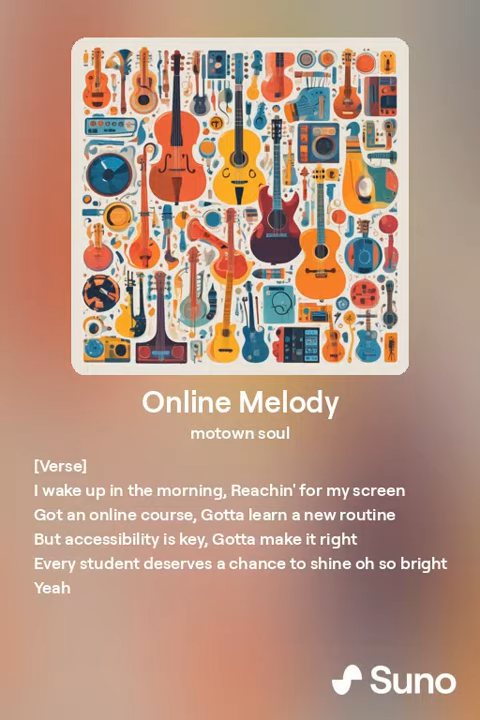 Online Melody
motown soul
[Verse]
I wake up in the morning, Reachin' for my screen
Got an online course, Gotta learn a new routine
But accessibility is key, Gotta make it right
Every student deserves a chance to shine oh so bright
Yeah
Suno